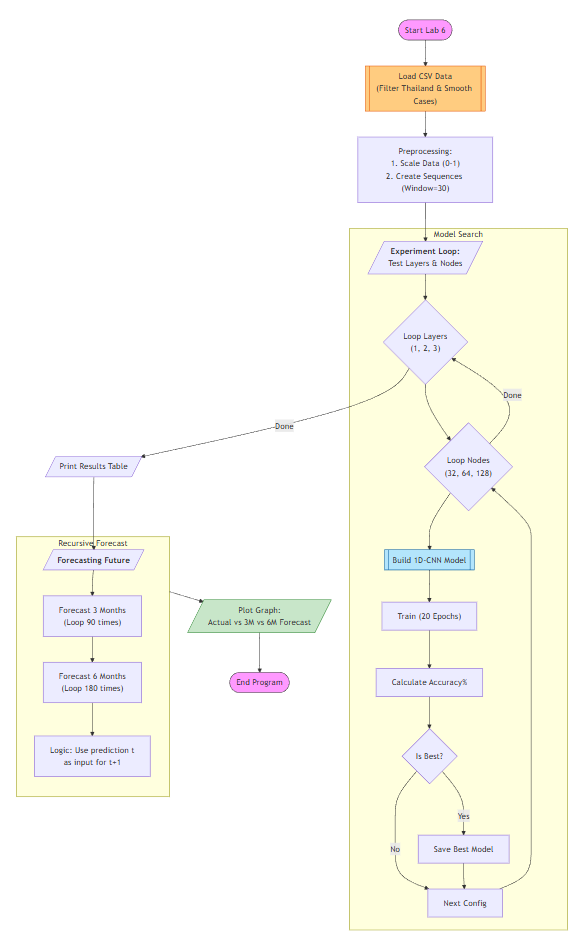 Start Lab 6
Load CSV Data
(Filter Thailand & Smooth
Cases)
Preprocessing:
1. Scale Data (0-1)
2. Create Sequences
(Window=30)
Model Search
Experiment Loop:
Test Layers & Nodes
Loop Layers
(1, 2, 3)
Done
Done
Loop Nodes
(32, 64, 128)
Print Results Table
Build 1D-CNN Model
Train (20 Epochs)
Calculate Accuracy%
Is Best?
Yes
No
Save Best Model
Next Config
Recursive Forecast
Forecasting Future
Forecast 3 Months
(Loop 90 times)
Forecast 6 Months
(Loop 180 times)
Logic: Use prediction t
as input for t+1
Plot Graph:
Actual vs 3M vs 6M Forecast
End Program